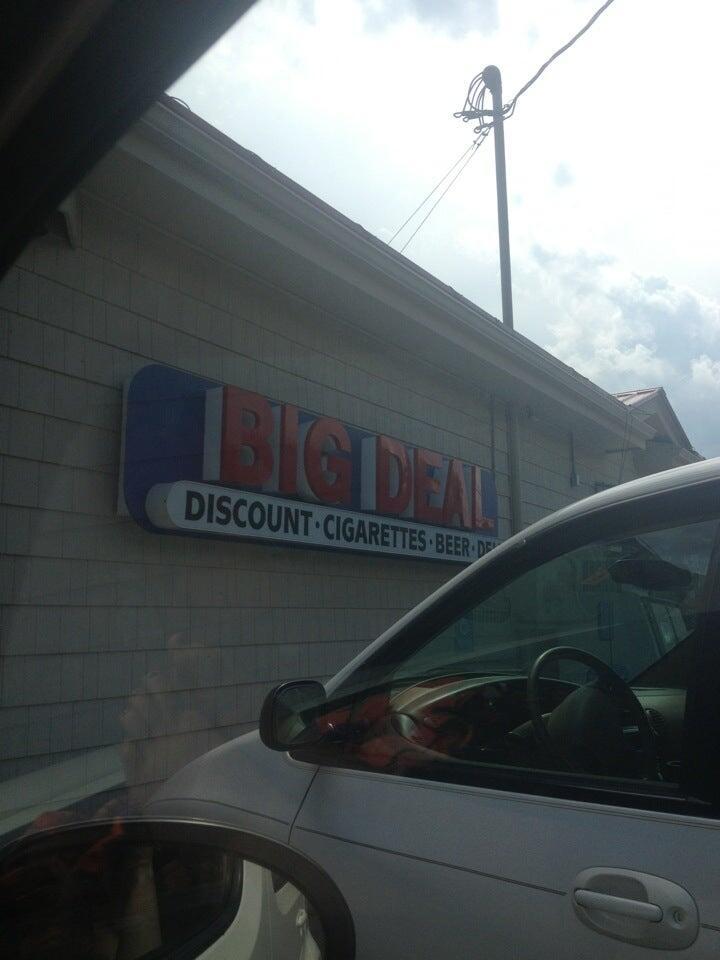 BIG DEAL
DISCOUNT · CIGARETTES · BEER ·